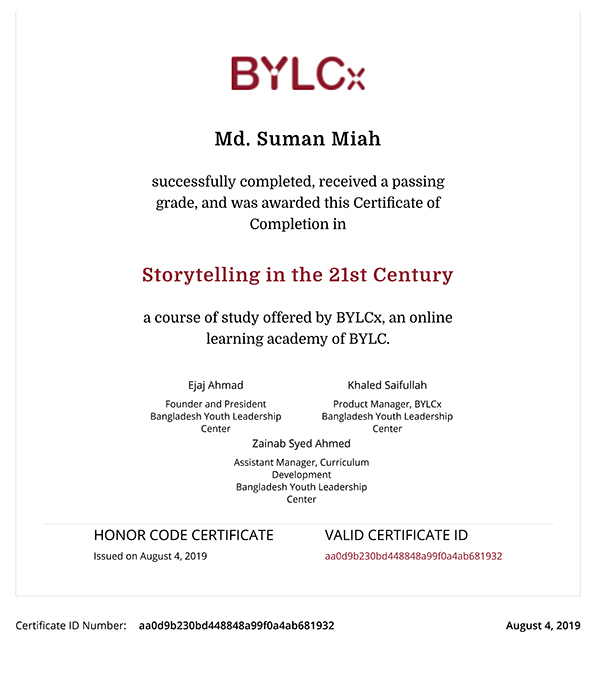 BYLCx
Md. Suman Miah
successfully completed, received a passing
grade, and was awarded this Certificate of
Completion in
Storytelling in the 21st Century
a course of study offered by BYLCx, an online
learning academy of BYLC.
Ejaj Ahmad
Founder and President
Bangladesh Youth Leadership
Center
Khaled Saifullah
Product Manager, BYLCx
Bangladesh Youth Leadership
Center
Zainab Syed Ahmed
Assistant Manager, Curriculum
Development
Bangladesh Youth Leadership
Center
HONOR CODE CERTIFICATE
Issued on August 4, 2019
VALID CERTIFICATE ID
aa0d9b230bd448848a99f0a4ab681932
Certificate ID Number: aa0d9b230bd448848a99f0a4ab681932
August 4, 2019